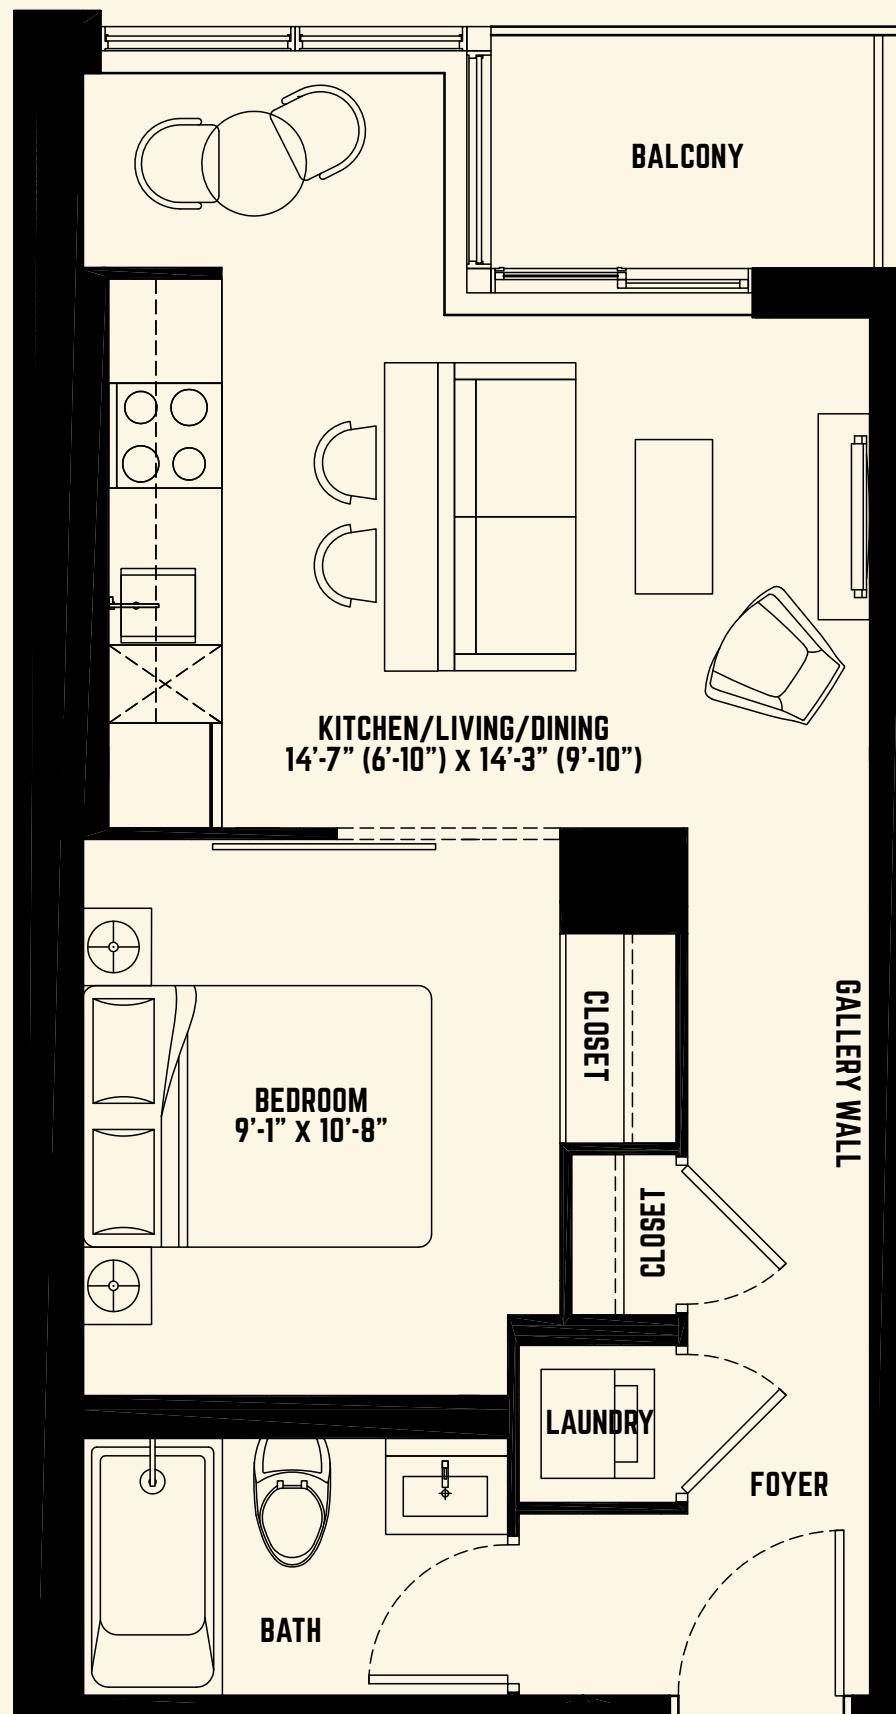 BALCONY
KITCHEN/LIVING/DINING
14’-7” (6’-10”) X 14’-3” (9’-10”)
CLOSET
GALLERY WALL
BEDROOM
9’-1” X 10’-8”
CLOSET
LAUNDRY
FOYER
BATH